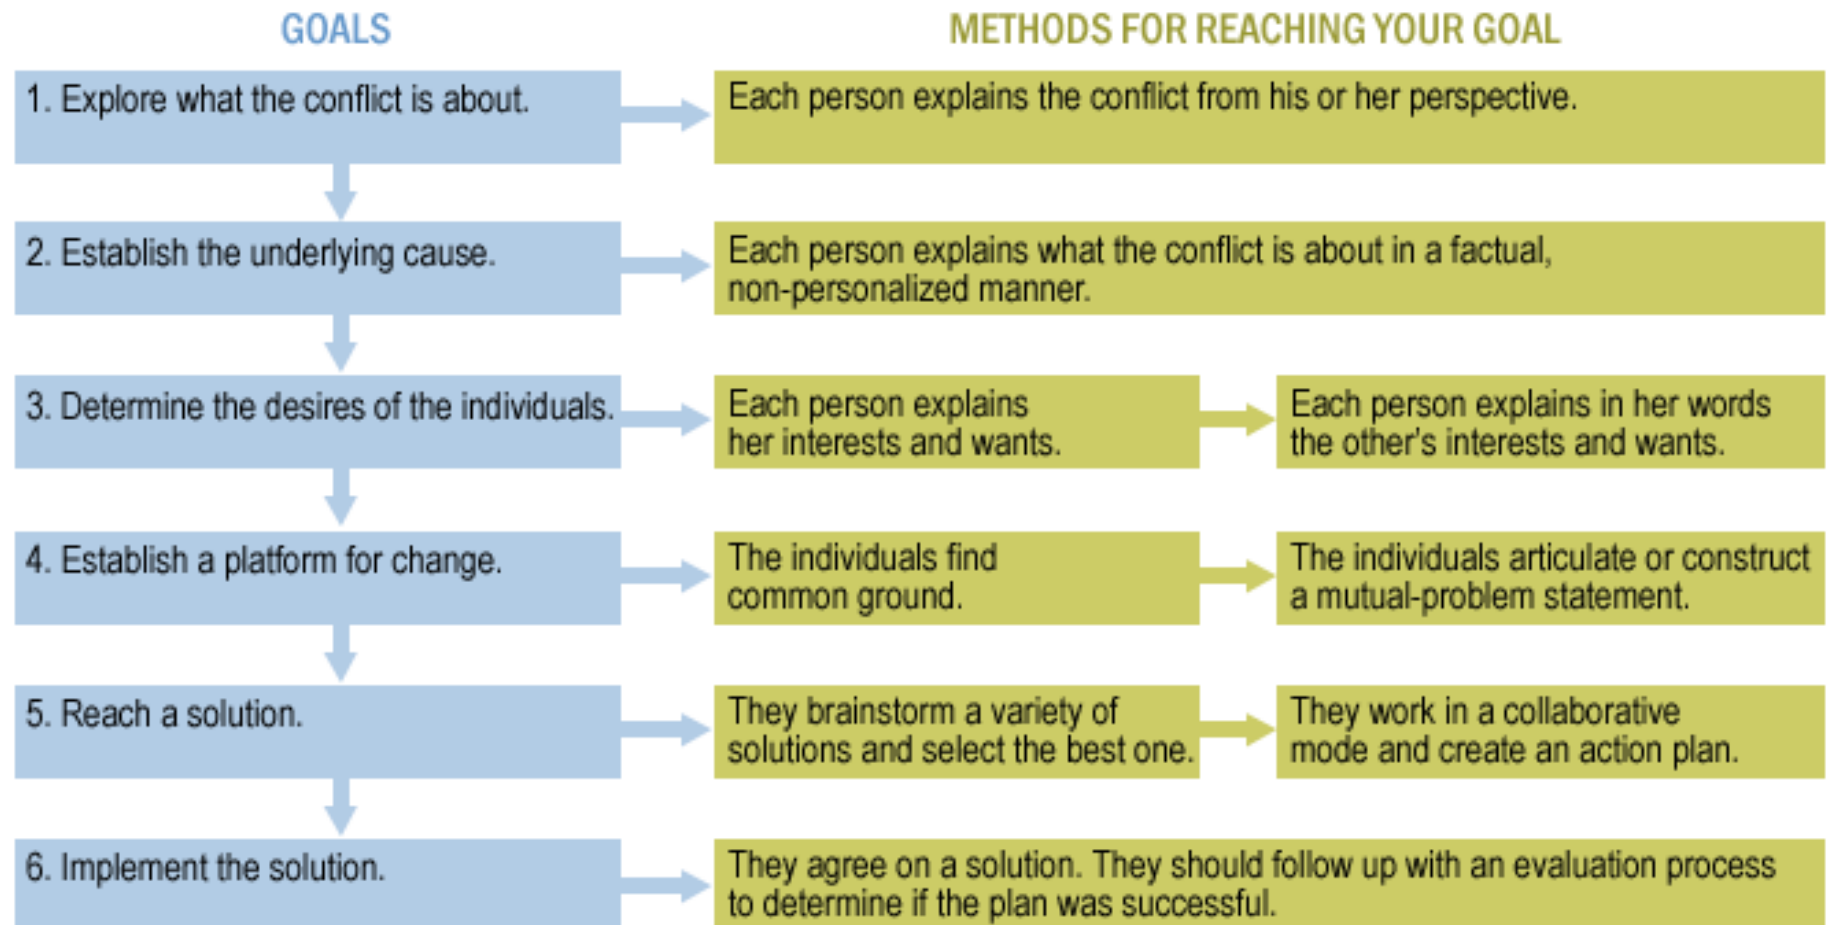 GOALS
METHODS FOR REACHING YOUR GOAL
1. Explore what the conflict is about.
Each person explains the conflict from his or her perspective.
2. Establish the underlying cause.
Each person explains what the conflict is about in a factual,
non-personalized manner.
3. Determine the desires of the individuals.
Each person explains
her interests and wants.
Each person explains in her words
the other's interests and wants.
4. Establish a platform for change.
The individuals find
common ground.
The individuals articulate or construct
a mutual-problem statement.
5. Reach a solution.
They brainstorm a variety of
solutions and select the best one.
They work in a collaborative
mode and create an action plan.
6. Implement the solution.
They agree on a solution. They should follow up with an evaluation process
to determine if the plan was successful.